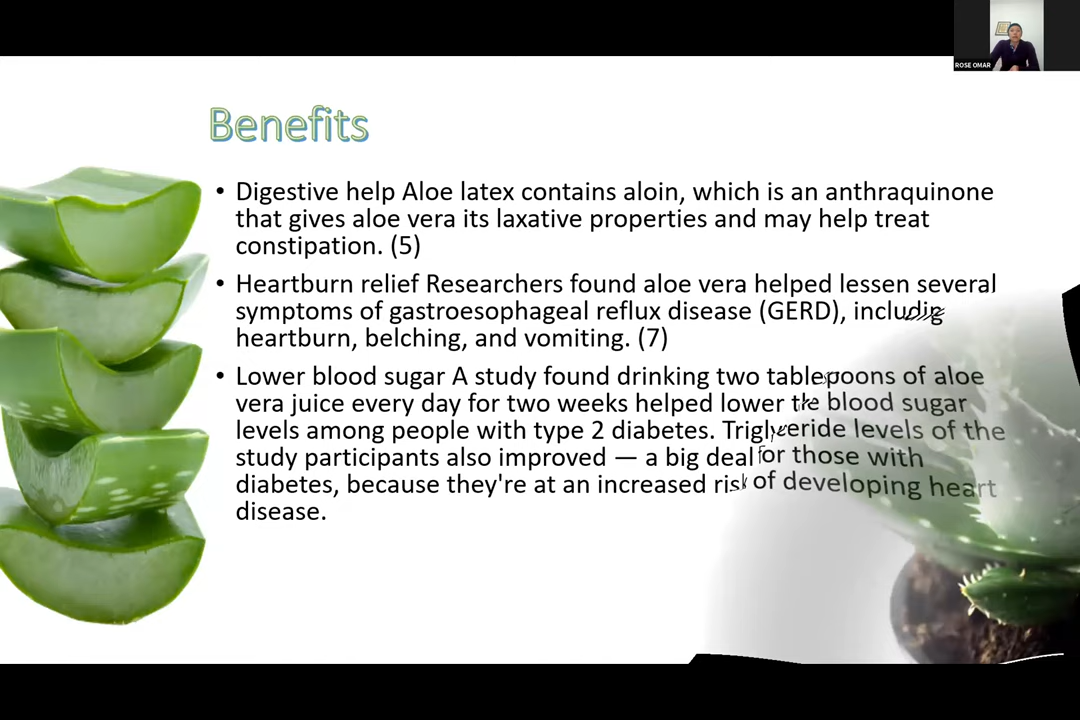 ROSE OMAR
Benefits
• Digestive help Aloe latex contains aloin, which is an anthraquinone
that gives aloe vera its laxative properties and may help treat
constipation. (5)
• Heartburn relief Researchers found aloe vera helped lessen several
symptoms of gastroesophageal reflux disease (GERD), including
heartburn, belching, and vomiting. (7)
• Lower blood sugar A study found drinking two tablepoons of aloe
vera juice every day for two weeks helped lower the blood sugar
levels among people with type 2 diabetes. Triglyceride levels of the
study participants also improved — a big deal for those with
diabetes, because they're at an increased risk of developing heart
disease.